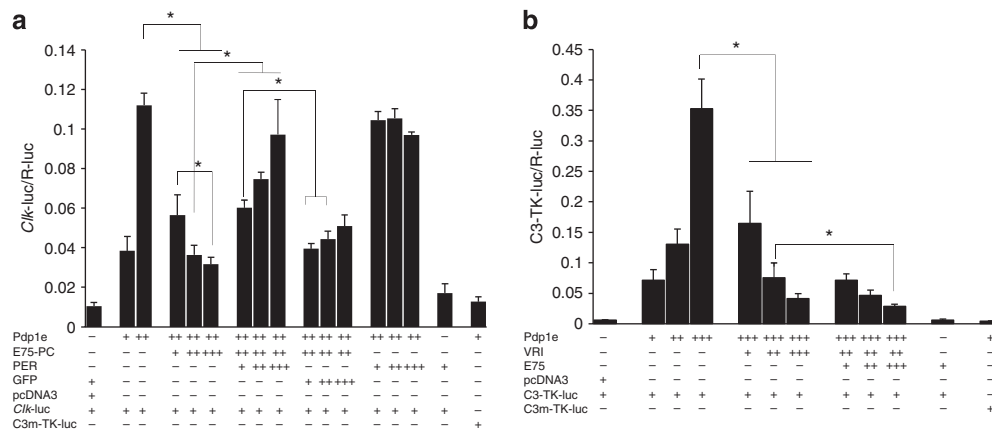 a
*
*
*
*
0.14
0.12
0.1
0.08
0.06
0.04
0.02
0
Clk-luc/R-luc
Pdp1e – + ++ ++ ++ ++ ++ ++ ++ ++ ++ ++ ++ ++ ++ – +
E75-PC – – – + ++ +++ ++ ++ ++ ++ ++ ++ – – – + –
PER – – – – – – + ++ +++ – – – + ++ +++ – –
GFP + – – – – – – – – + ++ +++ – – – – –
pcDNA3 + – – – – – – – – – – – – – – – –
Clk-luc + + + + + + + + + + + + + + + + –
C3m-TK-luc – – – – – – – – – – – – – – – – +
b
*
*
0.45
0.4
0.35
0.3
0.25
0.2
0.15
0.1
0.05
0
C3-TK-luc/R-luc
Pdp1e – + ++ +++ +++ +++ +++ +++ +++ +++ – +
VRI – – – – + ++ +++ ++ ++ ++ – –
E75 – – – – – – – + ++ +++ + –
pcDNA3 + – – – – – – – – – – –
C3-TK-luc + + + + + + + + + + + –
C3m-TK-luc – – – – – – – – – – – +